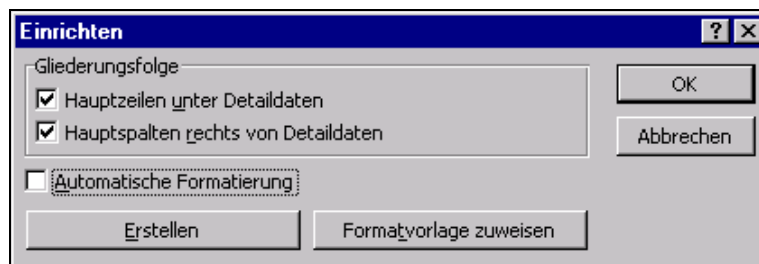 Einrichten
Gliederungsfolge
Hauptzeilen unter Detaildaten
Hauptspalten rechts von Detaildaten
Automatische Formatierung
Erstellen
Formatvorlage zuweisen
OK
Abbrechen